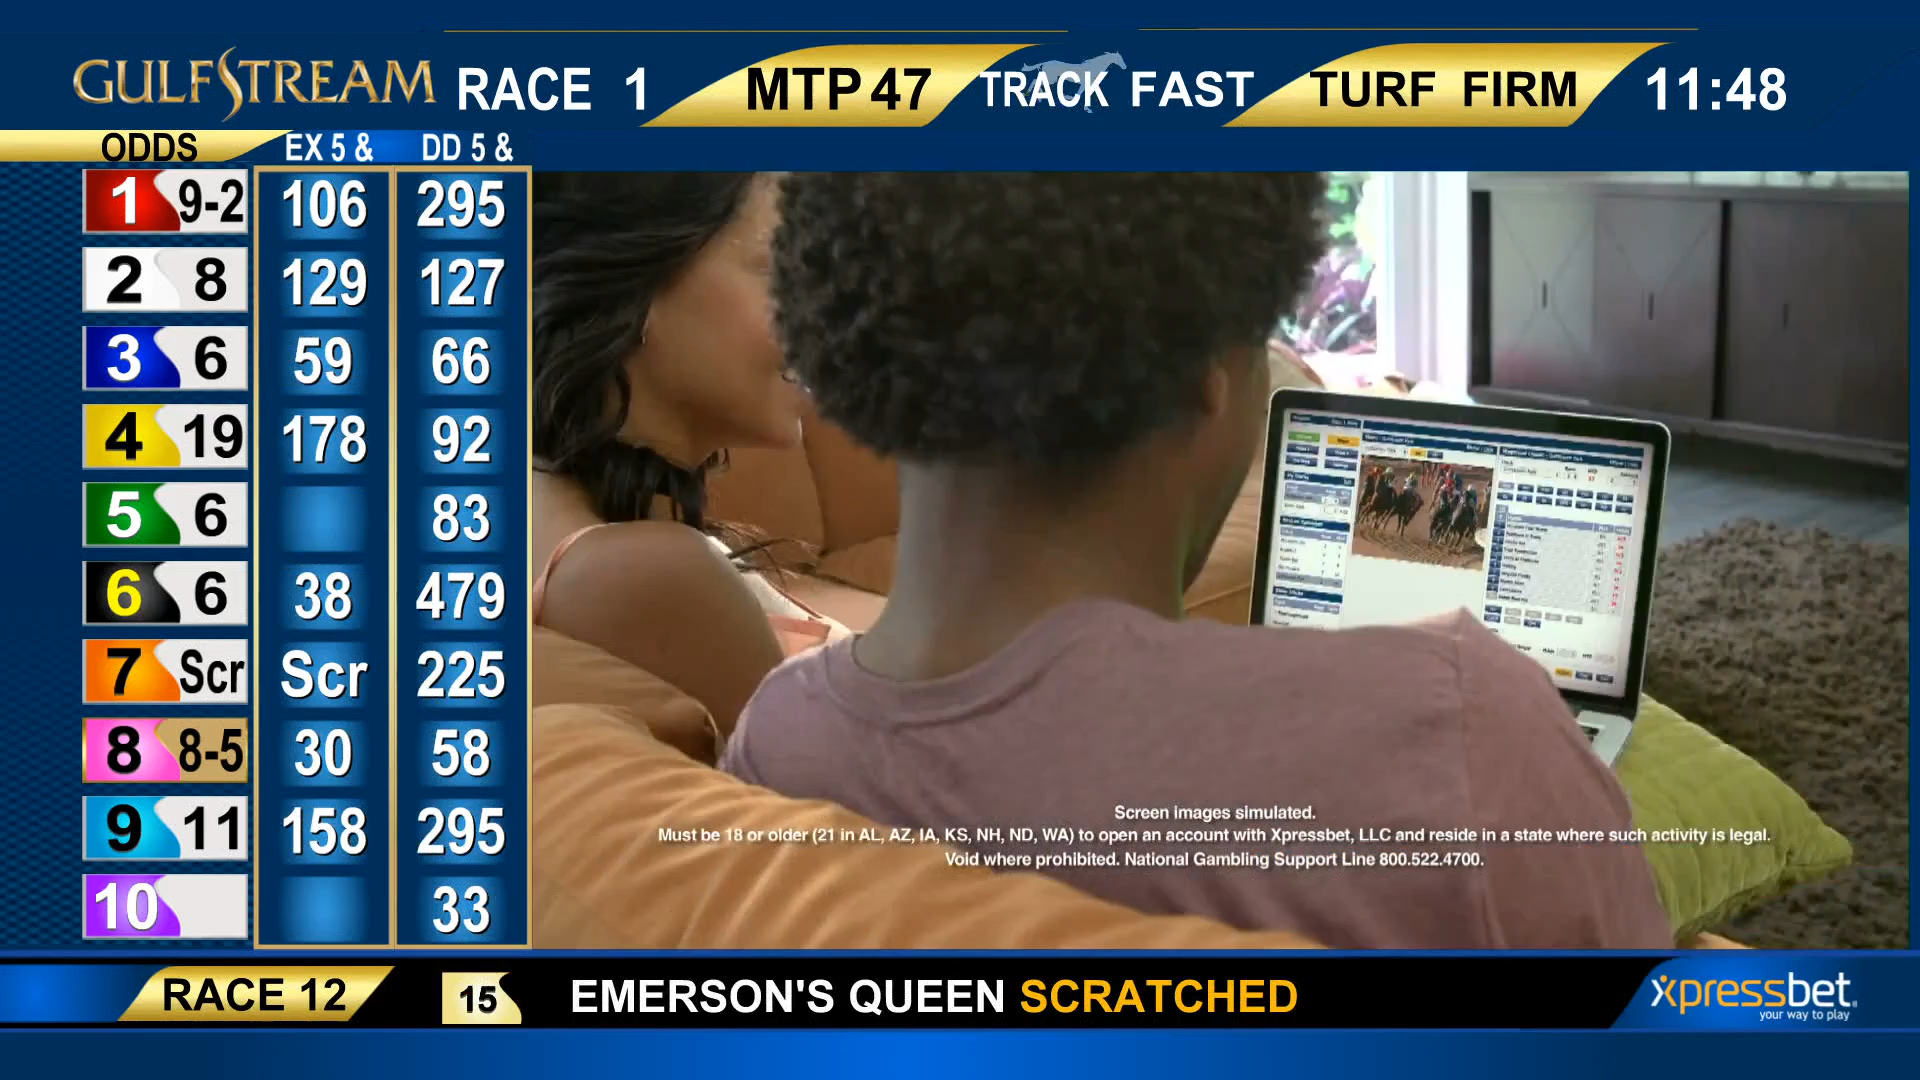 GULFSTREAM RACE 1 MTP 47 TRACK FAST TURF FIRM 11:48
ODDS EX 5 & DD 5 &
1 9-2 106 295
2 8 129 127
3 6 59 66
4 19 178 92
5 6 83
6 6 38 479
7 Scr Scr 225
8 8-5 30 58
9 11 158 295
10 33
Screen images simulated.
Must be 18 or older (21 in AL, AZ, IA, KS, NH, ND, WA) to open an account with Xpressbet, LLC and reside in a state where such activity is legal.
Void where prohibited. National Gambling Support Line 800.522.4700.
RACE 12 15 EMERSON'S QUEEN SCRATCHED xpressbet.
your way to play